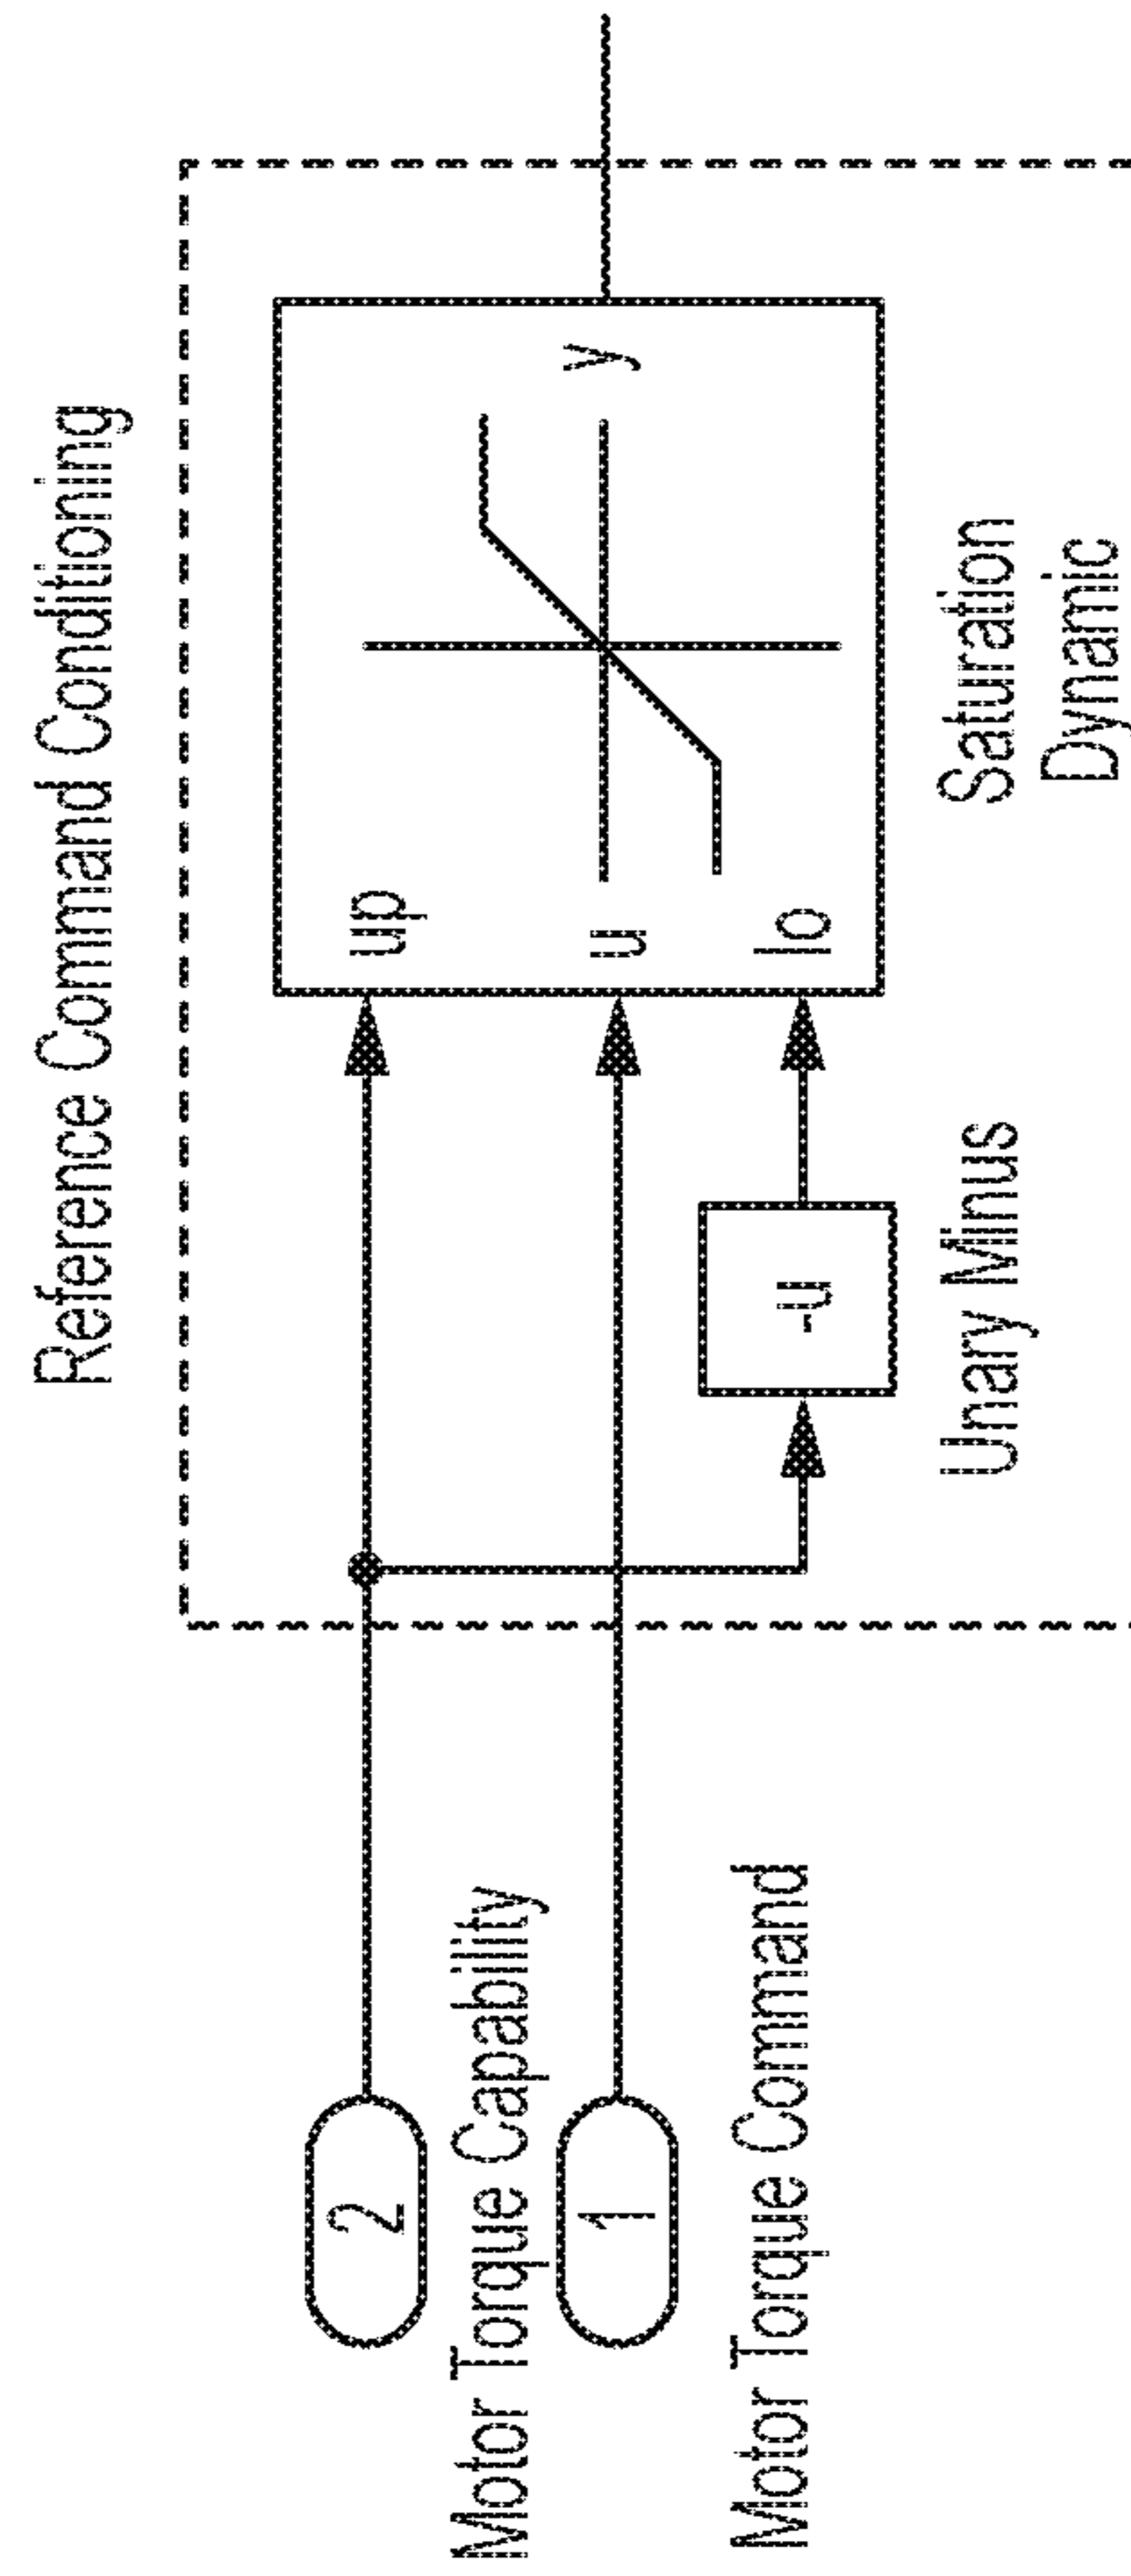 Reference Command Conditioning
2
Motor Torque Capability
1
Motor Torque Command
-u
Unary Minus
up
u
lo
y
Saturation
Dynamic